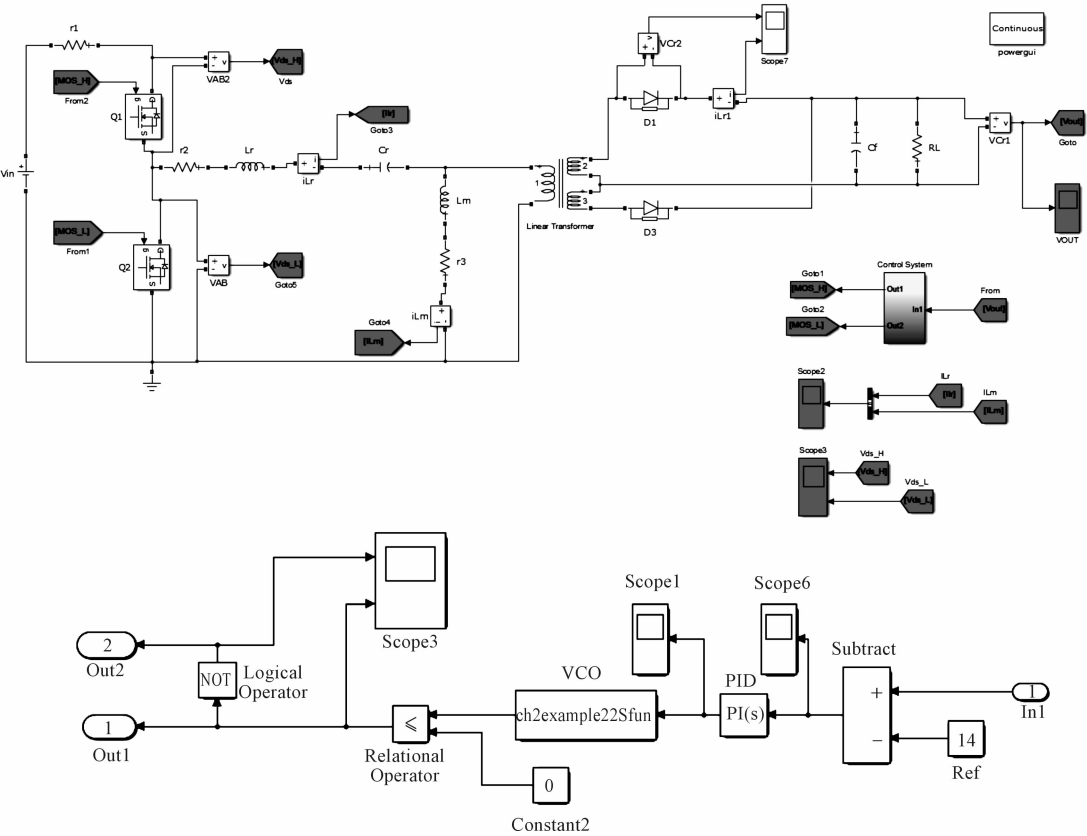 r1
[MOS_H]
From2
Q1
G
g
D
S
+
-
v
VAB2
[Vds_H]
Vds
VCr2
Scope7
Continuous
powergui
D1
iLr1
r2
Lr
iLr
[Ilr]
Goto3
Cr
Vin
Lm
r3
iLm
[ILm]
Goto4
1
2
3
Linear Transformer
D3
Cf
RL
VCr1
[Vout]
Goto
VOUT
[MOS_L]
From1
Q2
VAB
[Vds_L]
Goto5
Goto1
[MOS_H]
Goto2
[MOS_L]
Control System
Out1
Out2
In1
From
[Vout]
Scope2
ILr
[Ilr]
ILm
[ILm]
Scope3
Vds_H
[Vds_H]
Vds_L
[Vds_L]
Scope3
2
Out2
NOT
Logical
Operator
1
Out1
≤
Relational
Operator
0
Constant2
VCO
ch2example22Sfun
Scope1
PID
PI(s)
Scope6
Subtract
+
−
1
In1
14
Ref